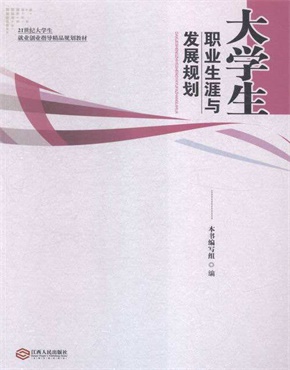 21世纪大学生
就业创业指导精品规划教材
大学生
职业生涯与
发展规划
本书编写组◎编
江西人民出版社